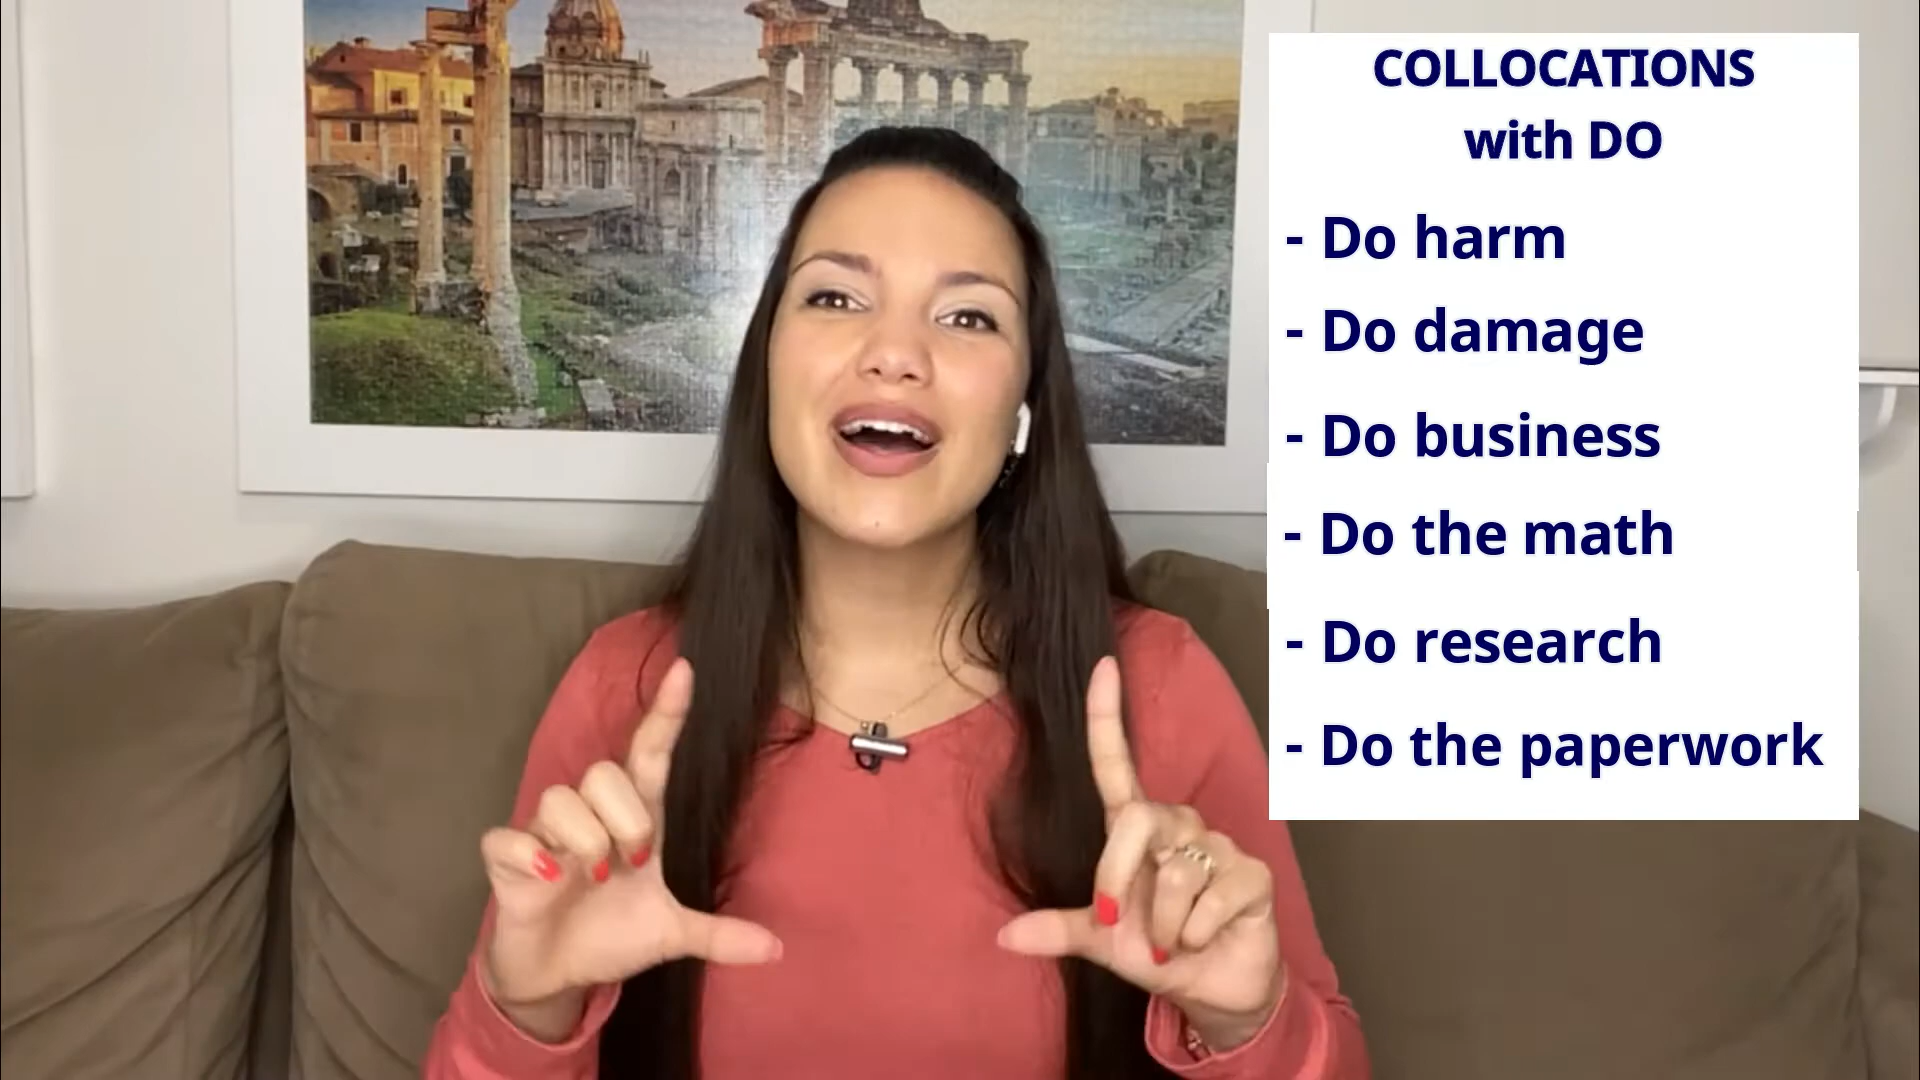 COLLOCATIONS
with DO
- Do harm
- Do damage
- Do business
- Do the math
- Do research
- Do the paperwork